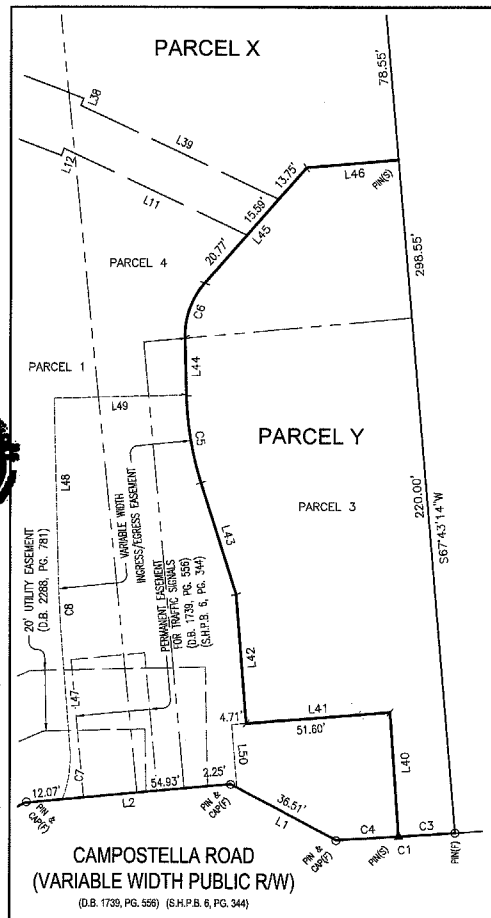 PARCEL X
78.55'
L38
L39
L12
L11
13.75'
L46
PIN(S)
15.59'
L45
20.77'
298.55'
PARCEL 4
C6
PARCEL 1
L44
L49
C5
PARCEL Y
PARCEL 3
220.00'
S67°43'14"W
L48
VARIABLE WIDTH
INGRESS/EGRESS EASEMENT
20' UTILITY EASEMENT
(D.B. 2288, PG. 781)
C8
PERMANENT EASEMENT
FOR TRAFFIC SIGNALS
(D.B. 1739, PG. 556)
(S.H.P.B. 6, PG. 344)
L43
L42
L47
4.71'
L41
51.60'
L40
L50
C7
12.07'
54.93'
2.25'
L2
PIN &
CAP(F)
PIN &
CAP(F)
36.51'
L1
C4
C3
PIN &
CAP(F)
PIN(S)
C1
PIN(F)
CAMPOSTELLA ROAD
(VARIABLE WIDTH PUBLIC R/W)
(D.B. 1739, PG. 556) (S.H.P.B. 6, PG. 344)